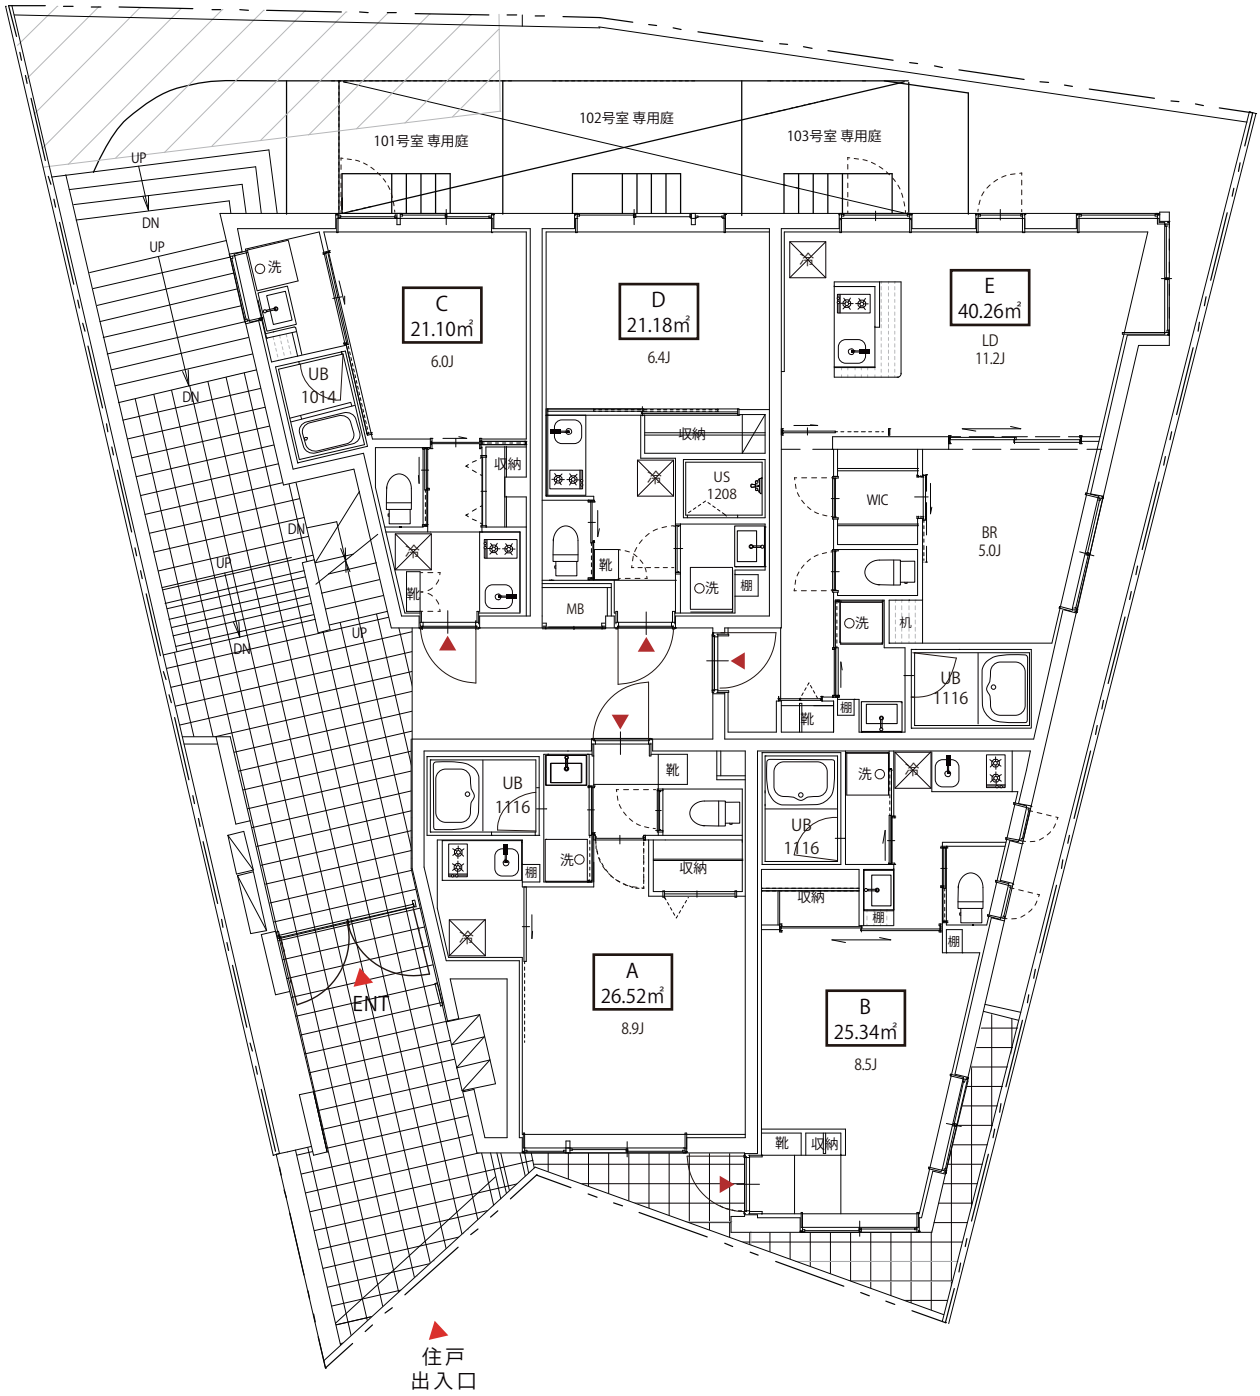 102号室 専用庭
101号室 専用庭
103号室 専用庭
UP
DN
UP
DN
洗
UB
1014
C
21.10㎡
6.0J
D
21.18㎡
6.4J
冷
E
40.26㎡
LD
11.2J
収納
冷
靴
収納
冷
US
1208
靴
洗
棚
MB
WIC
BR
5.0J
洗
机
UB
1116
棚
靴
DN
UP
DN
UP
UB
1116
靴
洗
棚
収納
冷
A
26.52㎡
8.9J
UB
1116
洗
冷
収納
棚
棚
B
25.34㎡
8.5J
靴
収納
ENT
住戸
出入口